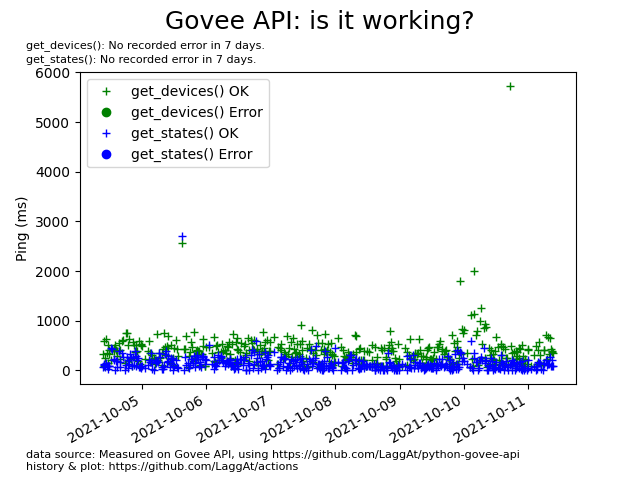 Govee API: is it working?
get_devices(): No recorded error in 7 days.
get_states(): No recorded error in 7 days.
6000
5000
4000
3000
2000
1000
0
Ping (ms)
get_devices() OK
get_devices() Error
get_states() OK
get_states() Error
2021-10-05
2021-10-06
2021-10-07
2021-10-08
2021-10-09
2021-10-10
2021-10-11
data source: Measured on Govee API, using https://github.com/LaggAt/python-govee-api
history & plot: https://github.com/LaggAt/actions